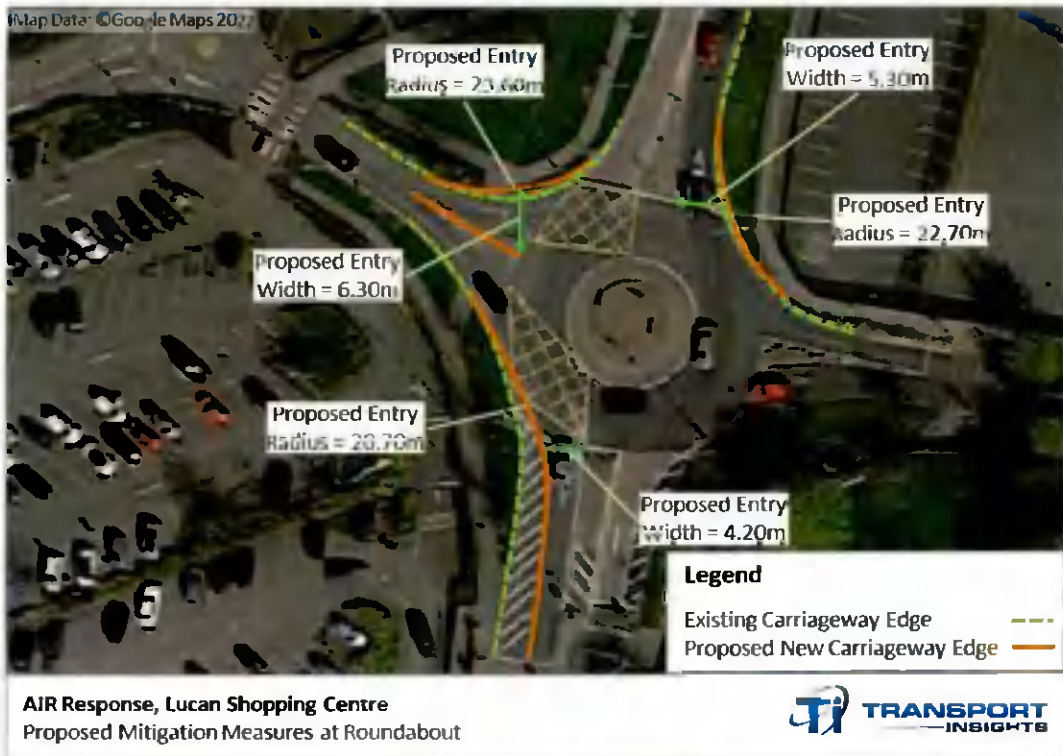 Map Data: ©Google Maps 202
Proposed Entry
Radius = 23.60m
Proposed Entry
Width = 5.30m
Proposed Entry
Radius = 22.70m
Proposed Entry
Width = 6.30m
Proposed Entry
Radius = 20.70m
Proposed Entry
Width = 4.20m
Legend
Existing Carriageway Edge
Proposed New Carriageway Edge
AIR Response, Lucan Shopping Centre
Proposed Mitigation Measures at Roundabout
Ti TRANSPORT
INSIGHTS